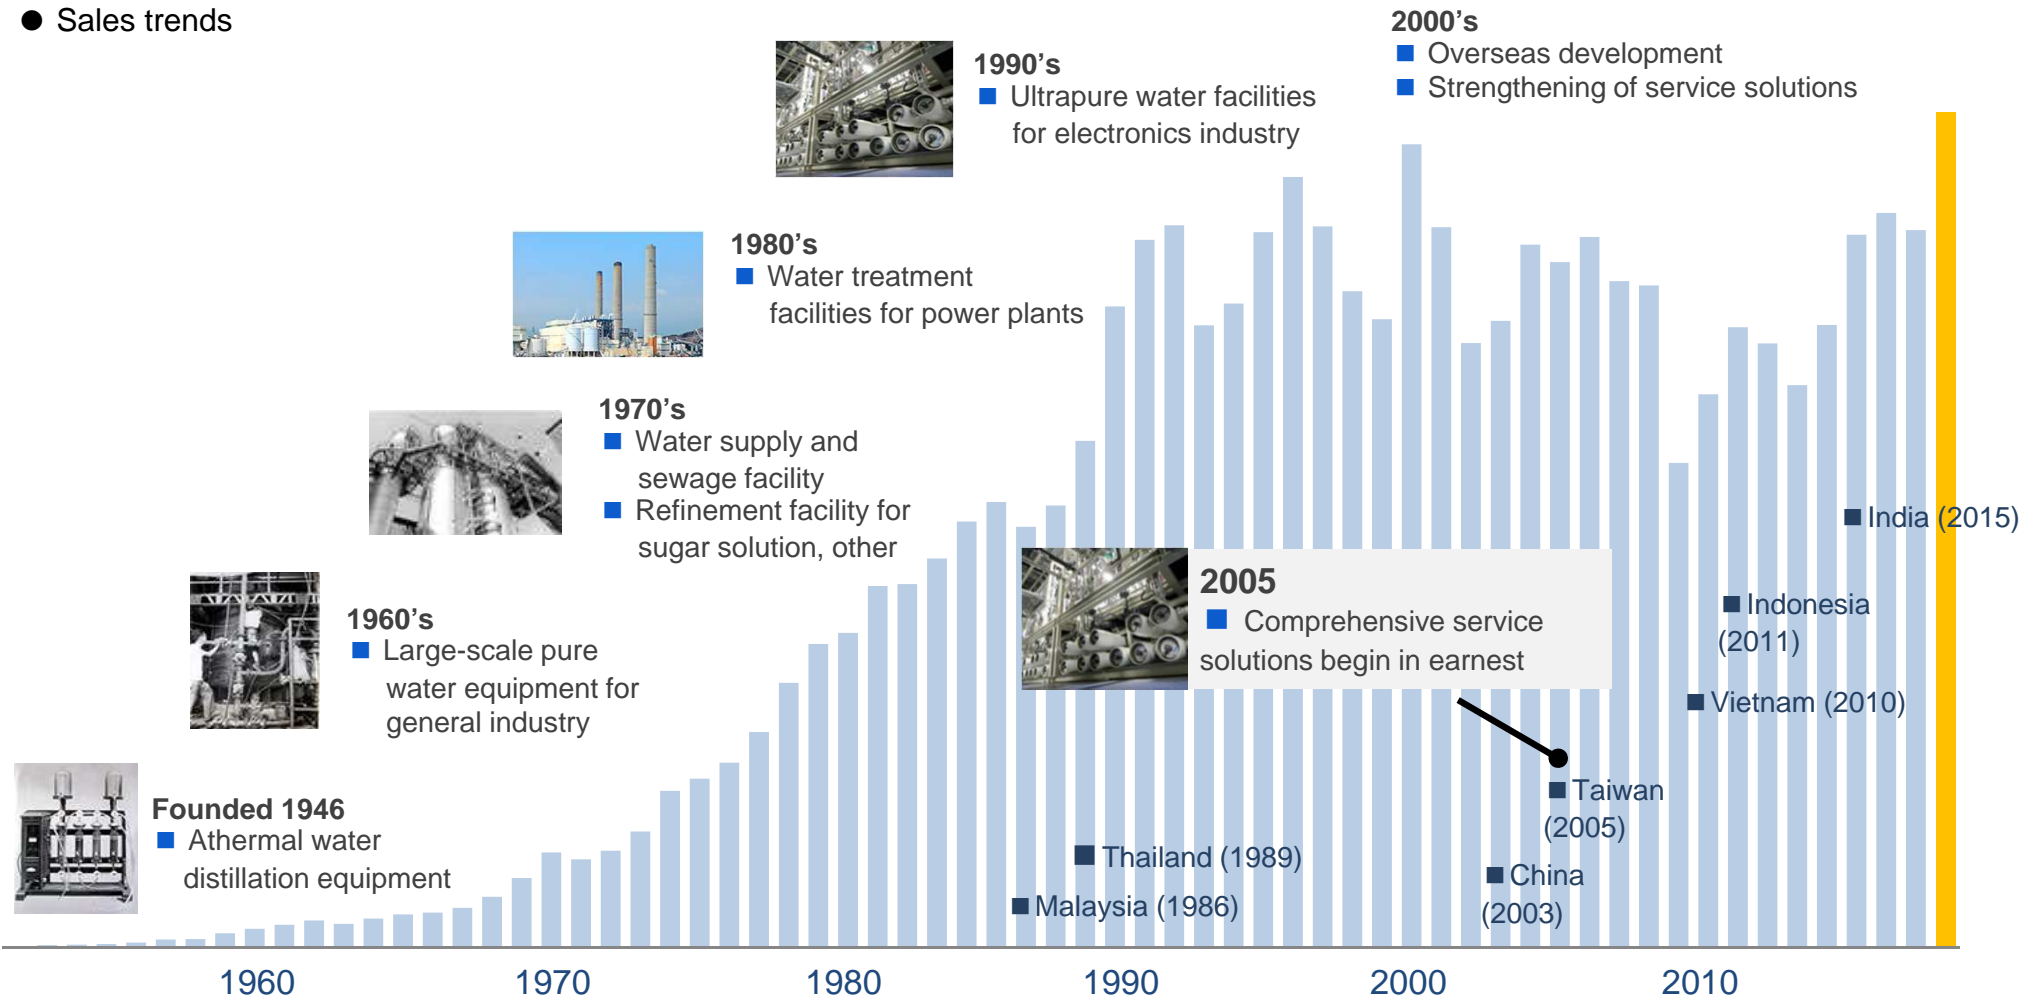 ● Sales trends
2000’s
■ Overseas development
■ Strengthening of service solutions
1990’s
■ Ultrapure water facilities
for electronics industry
1980’s
■ Water treatment
facilities for power plants
1970’s
■ Water supply and
sewage facility
■ Refinement facility for
sugar solution, other
1960’s
■ Large-scale pure
water equipment for
general industry
Founded 1946
■ Athermal water
distillation equipment
2005
■ Comprehensive service
solutions begin in earnest
■ India (2015)
■ Indonesia
(2011)
■ Vietnam (2010)
■ Taiwan
(2005)
■ China
(2003)
■ Thailand (1989)
■ Malaysia (1986)
1960 1970 1980 1990 2000 2010